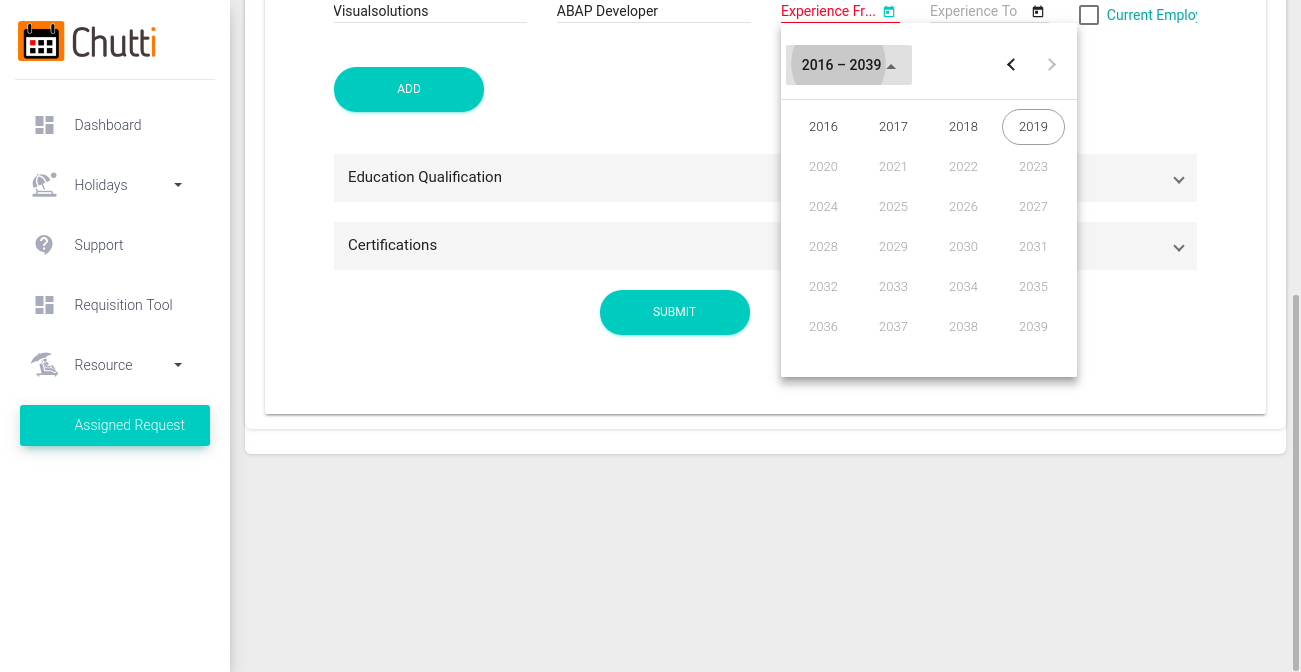 Chutti
Dashboard
Holidays
Support
Requisition Tool
Resource
Assigned Request
Visualsolutions
ABAP Developer
Experience Fr...
Experience To
Current Employ
ADD
Education Qualification
Certifications
SUBMIT
2016 – 2039
2016 2017 2018 2019
2020 2021 2022 2023
2024 2025 2026 2027
2028 2029 2030 2031
2032 2033 2034 2035
2036 2037 2038 2039